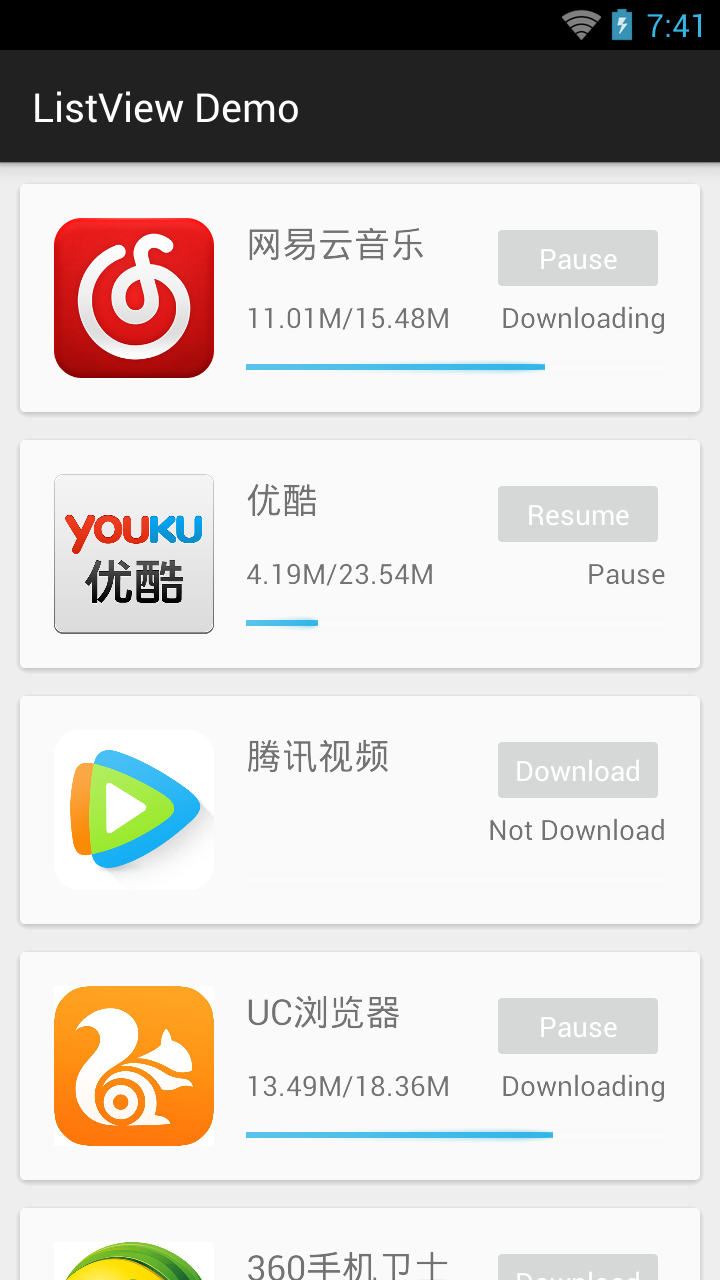 7:41
ListView Demo
网易云音乐
Pause
11.01M/15.48M
Downloading
YOUKU
优酷
优酷
Resume
4.19M/23.54M
Pause
腾讯视频
Download
Not Download
UC浏览器
Pause
13.49M/18.36M
Downloading
360手机卫士
Download